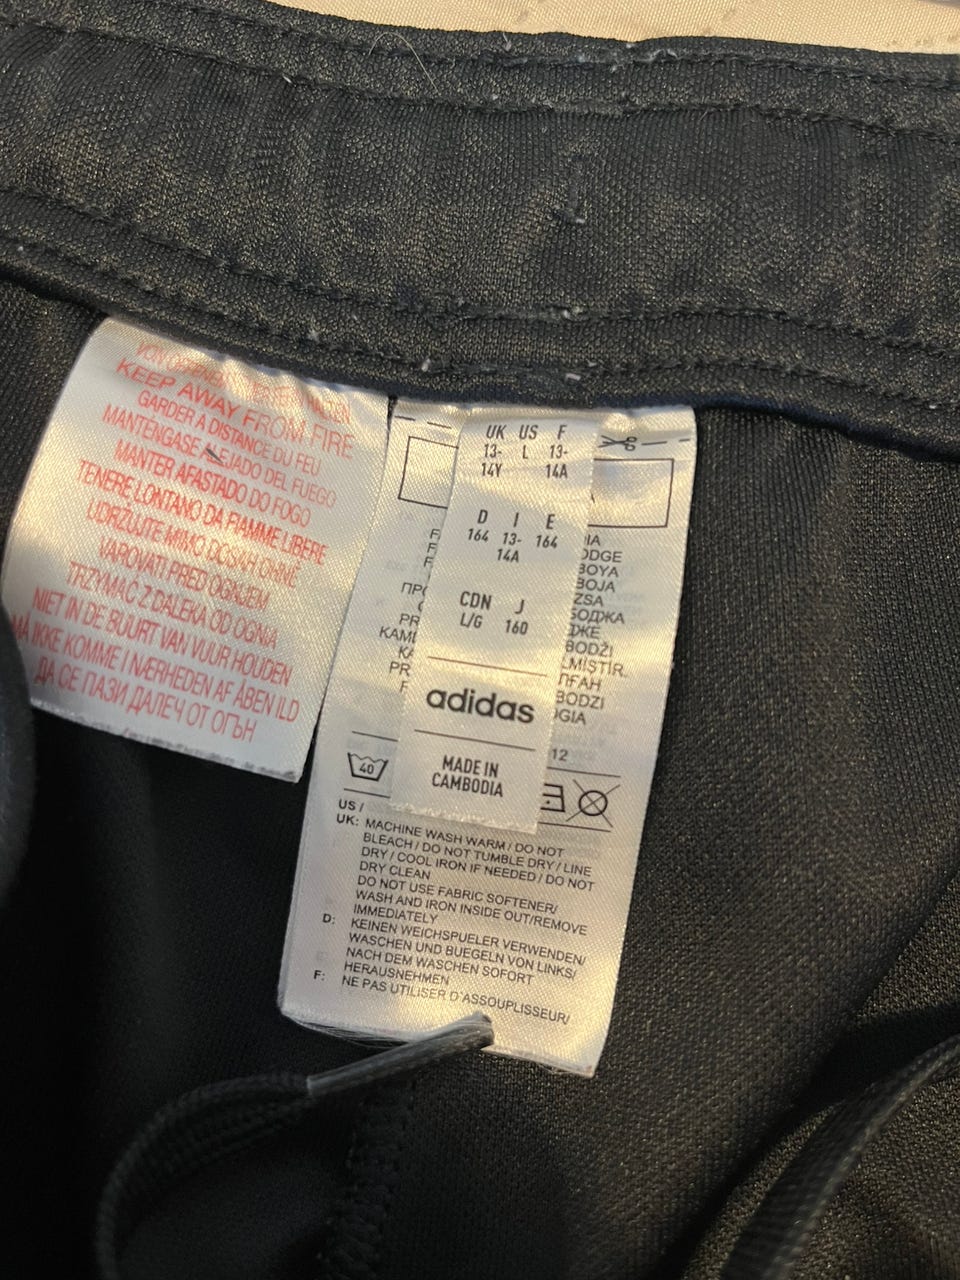 KEEP AWAY FROM FIRE
GARDER A DISTANCE DU FEU
MANTENGASE ALEJADO DEL FUEGO
MANTER AFASTADO DO FOGO
TENERE LONTANO DA FIAMME LIBERE
UDRŽUJTE MIMO DOSAH OHNĚ
VAROVATI PRED OGNJEM
TRZYMAĆ Z DALEKA OD OGNIA
NIET IN DE BUURT VAN VUUR HOUDEN
IKKE KOMME I NÆRHEDEN AF ÅBEN ILD
ДА СЕ ПАЗИ ДАЛЕЧ ОТ ОГЪН
UK US F
13- L 13-
14Y 14A
D I E
164 13- 164
14A
CDN J
L/G 160
adidas
MADE IN
CAMBODIA
12
40
US /
UK: MACHINE WASH WARM / DO NOT
BLEACH / DO NOT TUMBLE DRY / LINE
DRY / COOL IRON IF NEEDED / DO NOT
DRY CLEAN
DO NOT USE FABRIC SOFTENER/
WASH AND IRON INSIDE OUT/REMOVE
IMMEDIATELY
D: KEINEN WEICHSPUELER VERWENDEN/
WASCHEN UND BUEGELN VON LINKS/
NACH DEM WASCHEN SOFORT
HERAUSNEHMEN
F: NE PAS UTILISER D'ASSOUPLISSEUR/